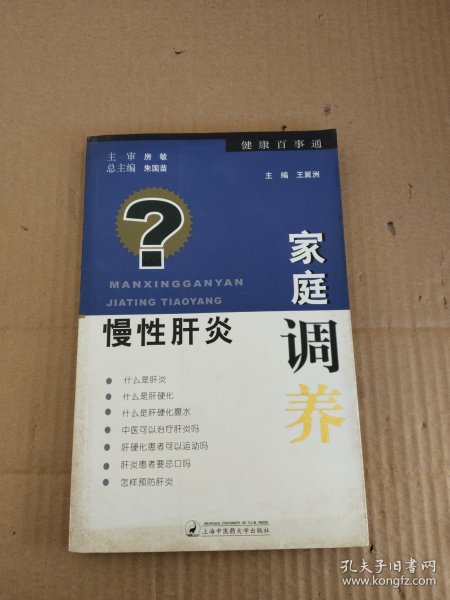 健康百事通
主 审 房 敏
总主编 朱国苗
主 编 王翼洲
?
MANXINGGANYAN
JIATING TIAOYANG
慢性肝炎
家庭调养
什么是肝炎
什么是肝硬化
什么是肝硬化腹水
中医可以治疗肝炎吗
肝硬化患者可以运动吗
肝炎患者要忌口吗
怎样预防肝炎
SHANGHAI UNIVERSITY OF T.C.M. PRESS
上海中医药大学出版社
孔夫子旧书网
www.kongfz.com